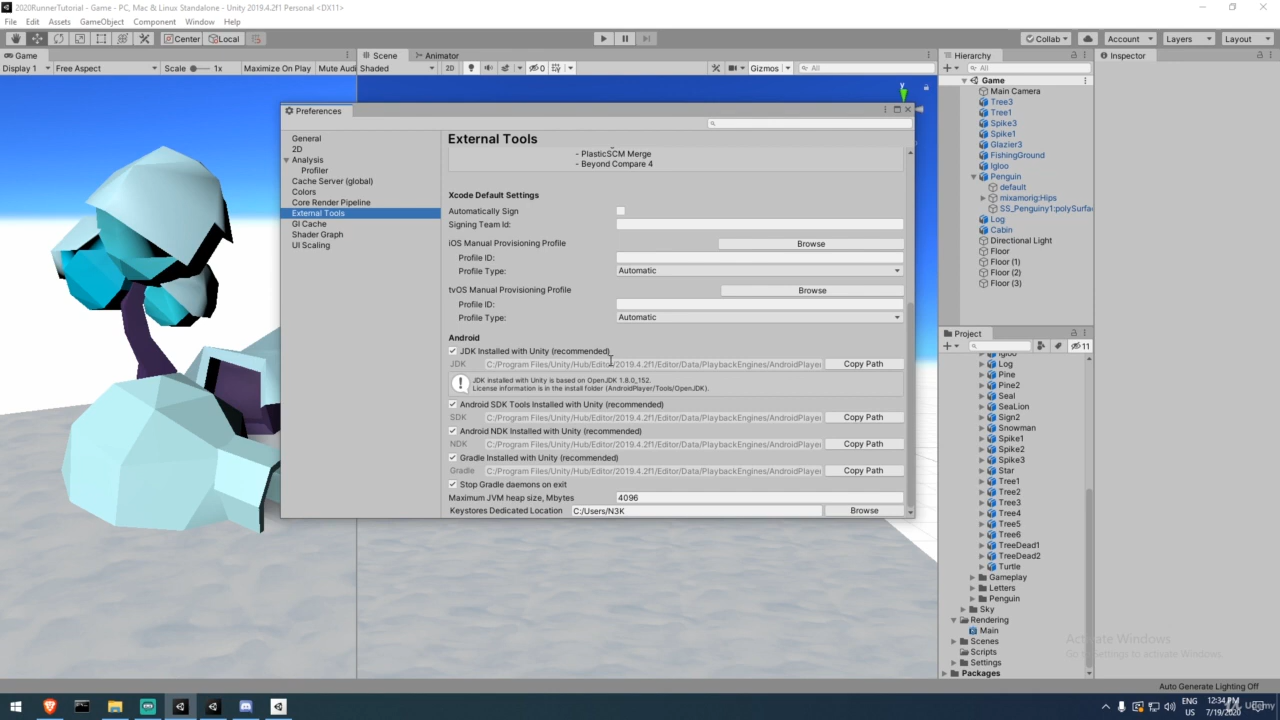 2020RunnerTutorial - Game - PC, Mac & Linux Standalone - Unity 2019.4.2f1 Personal <DX11>
File Edit Assets GameObject Component Window Help
Center Local Collab Account Layers Layout
Game Scene Animator Hierarchy Inspector
Display 1 Free Aspect Scale 1x Maximize On Play Mute Audi Shaded 2D 0 Gizmos All All
Game
Main Camera
Tree3
Tree1
Spike3
Spike1
Glazier3
FishingGround
Igloo
Penguin
default
mixamorig:Hips
SS_Penguiny1:polySurfa
Log
Cabin
Directional Light
Floor
Floor (1)
Floor (2)
Floor (3)
Preferences
General
2D
Analysis
Profiler
Cache Server (global)
Colors
Core Render Pipeline
External Tools
GI Cache
Shader Graph
UI Scaling
External Tools
- PlasticSCM Merge
- Beyond Compare 4
Xcode Default Settings
Automatically Sign
Signing Team Id:
iOS Manual Provisioning Profile Browse
Profile ID:
Profile Type: Automatic
tvOS Manual Provisioning Profile Browse
Profile ID:
Profile Type: Automatic
Android
JDK Installed with Unity (recommended)
JDK C:/Program Files/Unity/Hub/Editor/2019.4.2f1/Editor/Data/PlaybackEngines/AndroidPlayer Copy Path
JDK installed with Unity is based on OpenJDK 1.8.0_152.
License information is in the install folder (AndroidPlayer/Tools/OpenJDK).
Android SDK Tools Installed with Unity (recommended)
SDK C:/Program Files/Unity/Hub/Editor/2019.4.2f1/Editor/Data/PlaybackEngines/AndroidPlayer Copy Path
Android NDK Installed with Unity (recommended)
NDK C:/Program Files/Unity/Hub/Editor/2019.4.2f1/Editor/Data/PlaybackEngines/AndroidPlayer Copy Path
Gradle Installed with Unity (recommended)
Gradle C:/Program Files/Unity/Hub/Editor/2019.4.2f1/Editor/Data/PlaybackEngines/AndroidPlayer Copy Path
Stop Gradle daemons on exit
Maximum JVM heap size, Mbytes 4096
Keystores Dedicated Location C:/Users/N3K Browse
Project
11
Log
Pine
Pine2
Seal
SeaLion
Sign2
Snowman
Spike1
Spike2
Spike3
Star
Tree1
Tree2
Tree3
Tree4
Tree5
Tree6
TreeDead1
TreeDead2
Turtle
Gameplay
Letters
Penguin
Sky
Rendering
Main
Scenes
Scripts
Settings
Packages
Activate Windows
Go to Settings to activate Windows.
Auto Generate Lighting Off
ENG 12:34 PM
US 7/19/2020
Udemy